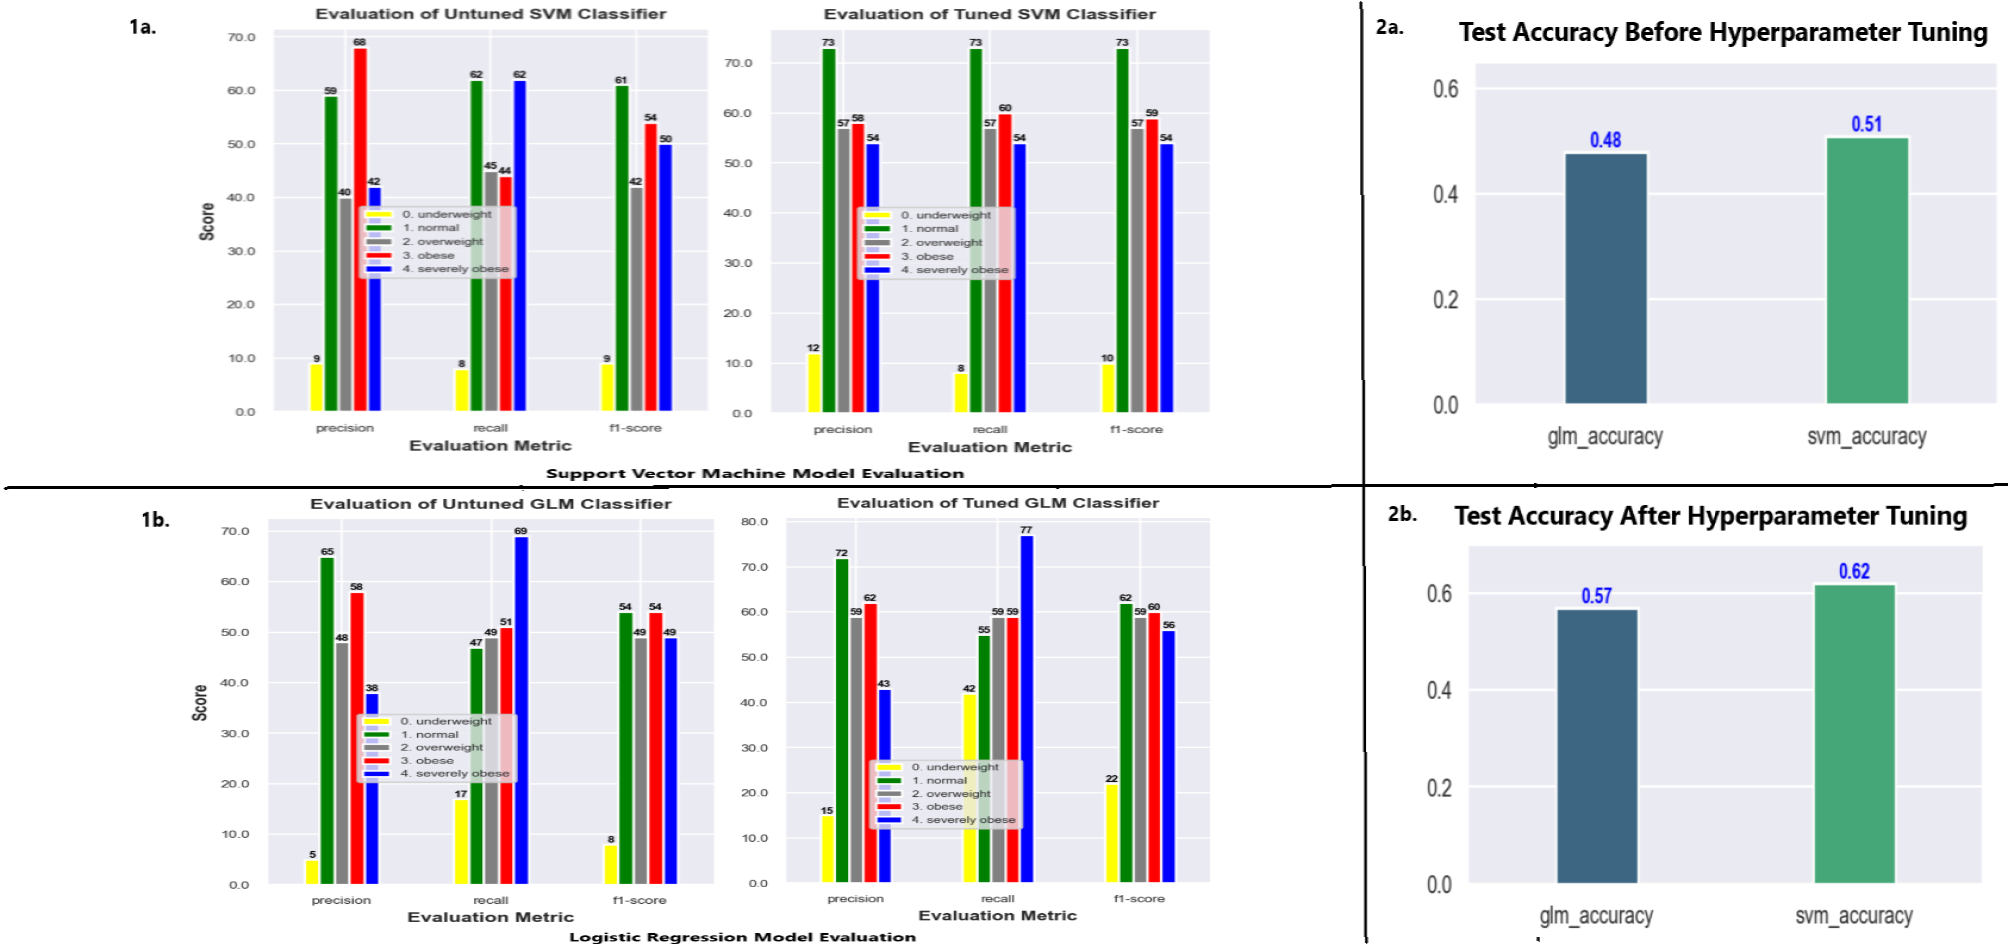 1a.
Evaluation of Untuned SVM Classifier
Score
70.0
60.0
50.0
40.0
30.0
20.0
10.0
0.0
9 59 40 68 42
8 62 45 44 62
9 61 42 54 50
0. underweight
1. normal
2. overweight
3. obese
4. severely obese
precision recall f1-score
Evaluation Metric
Evaluation of Tuned SVM Classifier
70.0
60.0
50.0
40.0
30.0
20.0
10.0
0.0
12 73 57 58 54
8 73 57 60 54
10 73 57 59 54
0. underweight
1. normal
2. overweight
3. obese
4. severely obese
precision recall f1-score
Evaluation Metric
Support Vector Machine Model Evaluation
1b.
Evaluation of Untuned GLM Classifier
Score
70.0
60.0
50.0
40.0
30.0
20.0
10.0
0.0
5 65 48 58 38
17 47 49 51 69
8 54 49 54 49
0. underweight
1. normal
2. overweight
3. obese
4. severely obese
precision recall f1-score
Evaluation Metric
Evaluation of Tuned GLM Classifier
80.0
70.0
60.0
50.0
40.0
30.0
20.0
10.0
0.0
15 72 59 62 43
42 55 59 59 77
22 62 59 60 56
0. underweight
1. normal
2. overweight
3. obese
4. severely obese
precision recall f1-score
Evaluation Metric
Logistic Regression Model Evaluation
2a.
Test Accuracy Before Hyperparameter Tuning
0.6
0.4
0.2
0.0
0.48 0.51
glm_accuracy svm_accuracy
2b.
Test Accuracy After Hyperparameter Tuning
0.6
0.4
0.2
0.0
0.57 0.62
glm_accuracy svm_accuracy